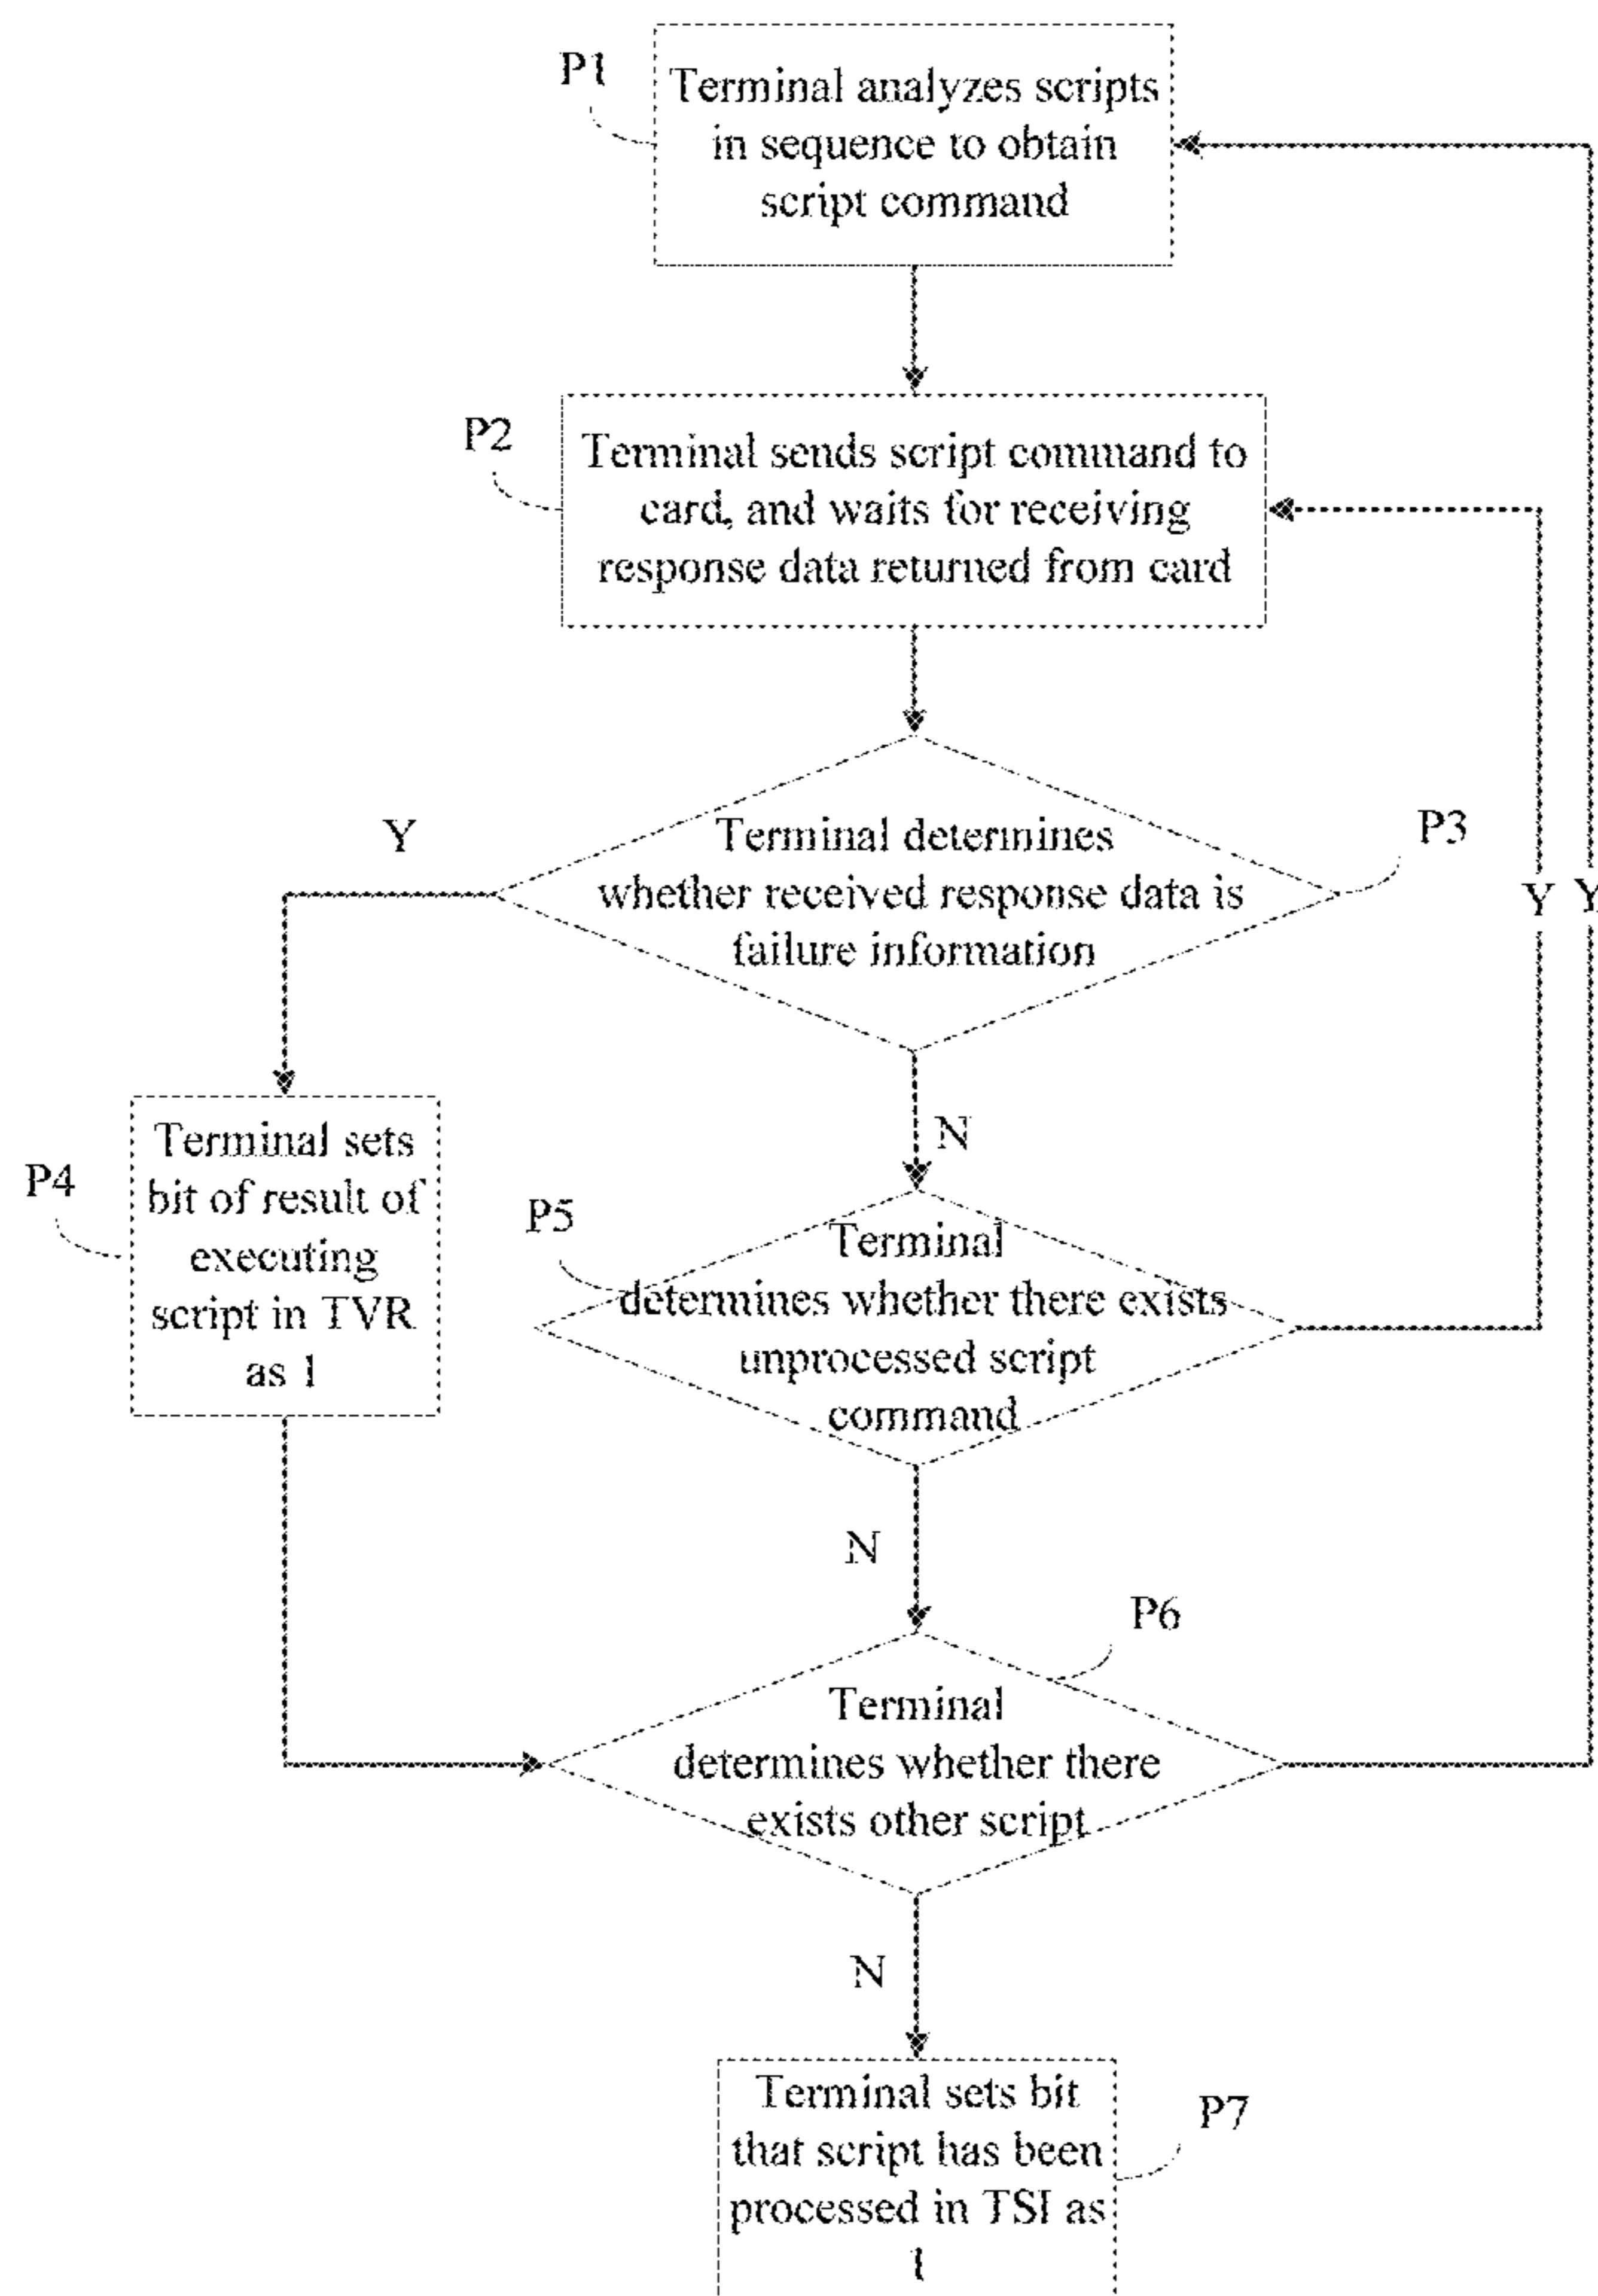 P1
Terminal analyzes scripts
in sequence to obtain
script command
P2
Terminal sends script command to
card, and waits for receiving
response data returned from card
Y
Terminal determines
whether received response data is
failure information
P3
Y
Y
N
P4
Terminal sets
bit of result of
executing
script in TVR
as 1
P5
Terminal
determines whether there exists
unprocessed script
command
N
P6
Terminal
determines whether there
exists other script
N
Terminal sets bit
that script has been
processed in TSI as
1
P7